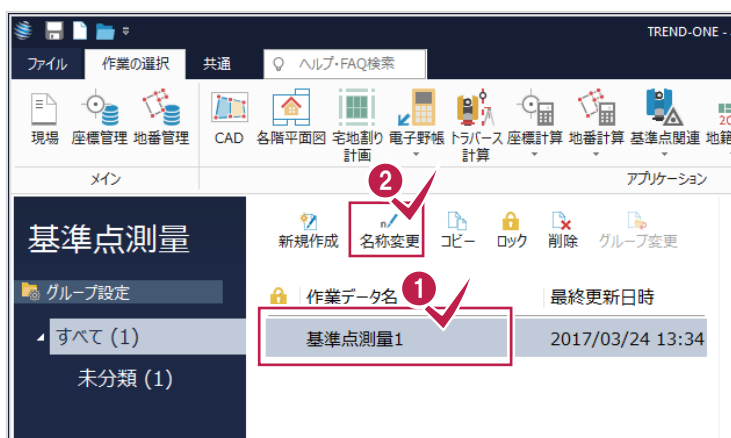 TREND-ONE -
ファイル 作業の選択 共通 ヘルプ・FAQ検索
現場 座標管理 地番管理 CAD 各階平面図 宅地割り計画 電子野帳 トラバース計算 座標計算 地番計算 基準点関連 地籍
メイン アプリケーション
基準点測量
新規作成 名称変更 コピー ロック 削除 グループ変更
2
グループ設定
作業データ名 最終更新日時
1
すべて (1)
基準点測量1 2017/03/24 13:34
未分類 (1)